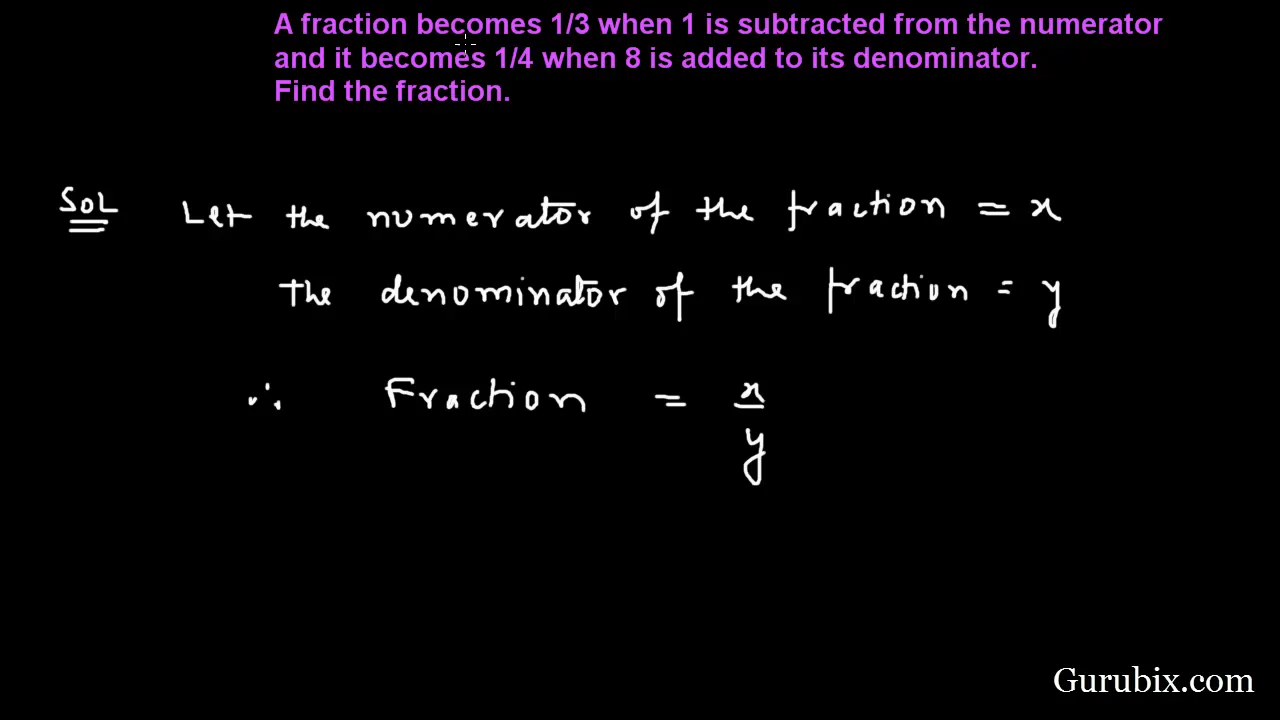 A fraction becomes 1/3 when 1 is subtracted from the numerator
and it becomes 1/4 when 8 is added to its denominator.
Find the fraction.
SOL Let the numerator of the fraction = x
The denominator of the fraction = y
∴ Fraction = x/y
Gurubix.com